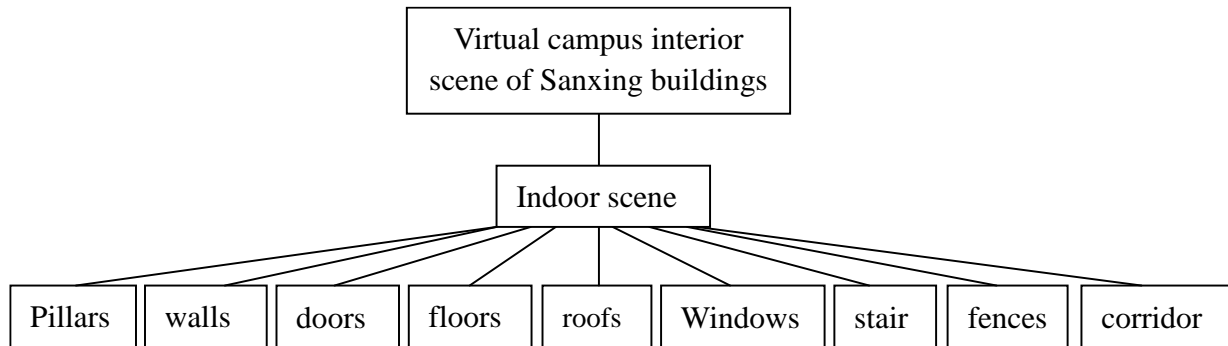 Virtual campus interior
scene of Sanxing buildings
Indoor scene
Pillars
walls
doors
floors
roofs
Windows
stair
fences
corridor